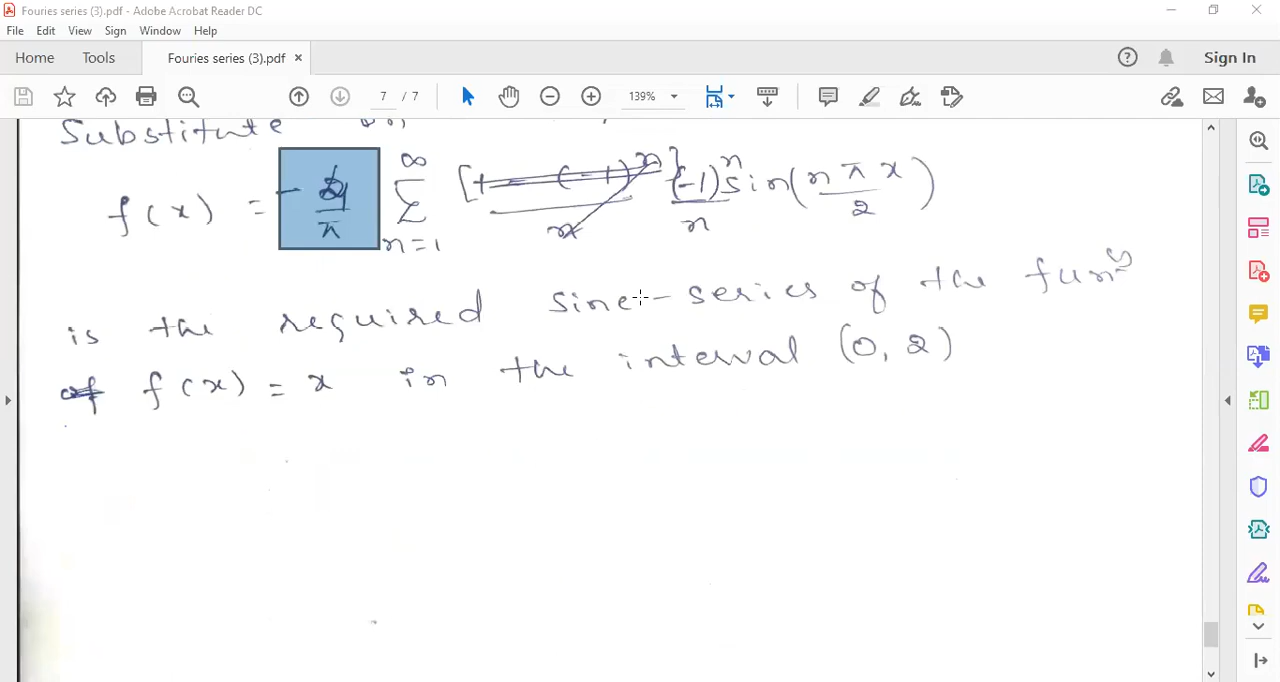 Fouries series (3).pdf - Adobe Acrobat Reader DC
File Edit View Sign Window Help
Home Tools Fouries series (3).pdf × Sign In
7 / 7 139%
Substitute
f(x) = - 4/π ∞ Σ n=1 (-1)^n / n sin(nπx/2)
is the required sine-series of the fun^n
f(x) = x in the interval (0, 2)